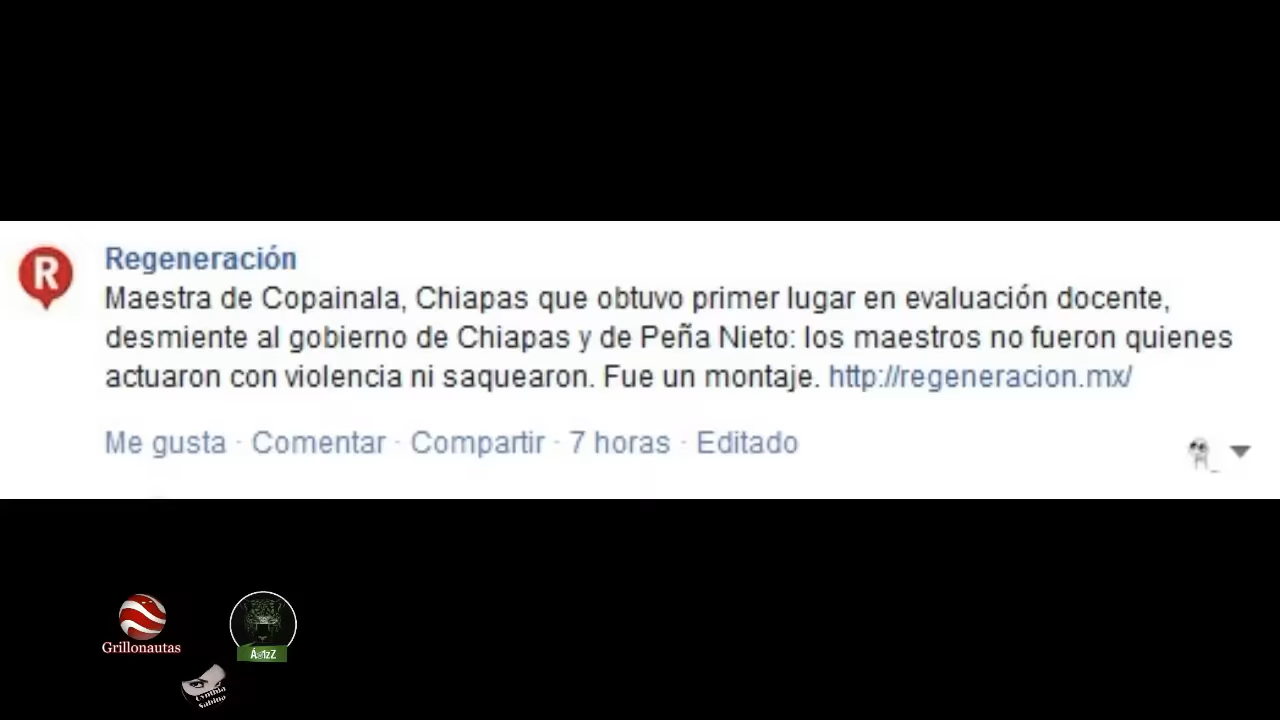 Regeneración
Maestra de Copainala, Chiapas que obtuvo primer lugar en evaluación docente,
desmiente al gobierno de Chiapas y de Peña Nieto: los maestros no fueron quienes
actuaron con violencia ni saquearon. Fue un montaje. http://regeneracion.mx/
Me gusta · Comentar · Compartir · 7 horas · Editado
R
Grillonautas
Cynthia